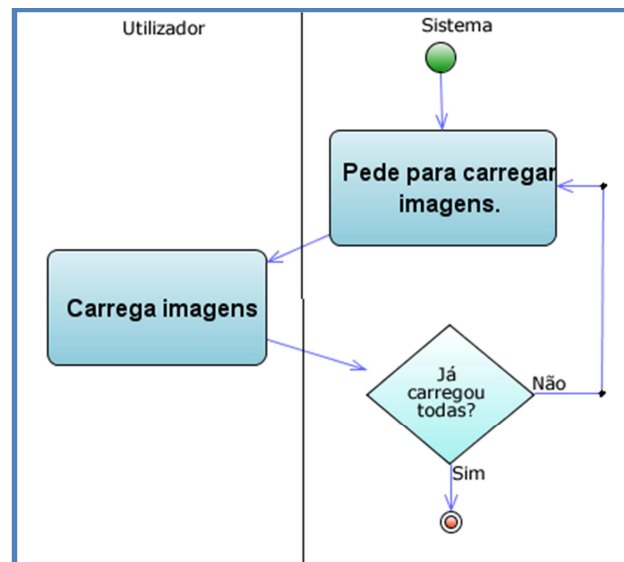 Utilizador
Sistema
Pede para carregar
imagens.
Carrega imagens
Já
carregou
todas?
Não
Sim